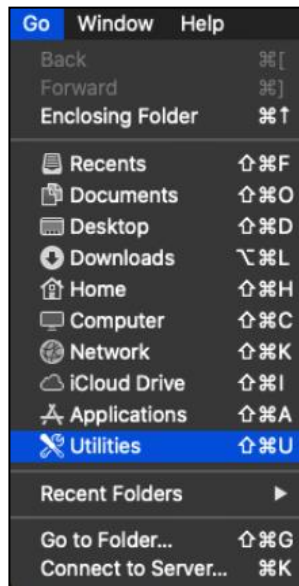 Go Window Help
Back ⌘[
Forward ⌘]
Enclosing Folder ⌘↑
Recents ⇧⌘F
Documents ⇧⌘O
Desktop ⇧⌘D
Downloads ⌥⌘L
Home ⇧⌘H
Computer ⇧⌘C
Network ⇧⌘K
iCloud Drive ⇧⌘I
Applications ⇧⌘A
Utilities ⇧⌘U
Recent Folders ▶
Go to Folder... ⇧⌘G
Connect to Server... ⌘K